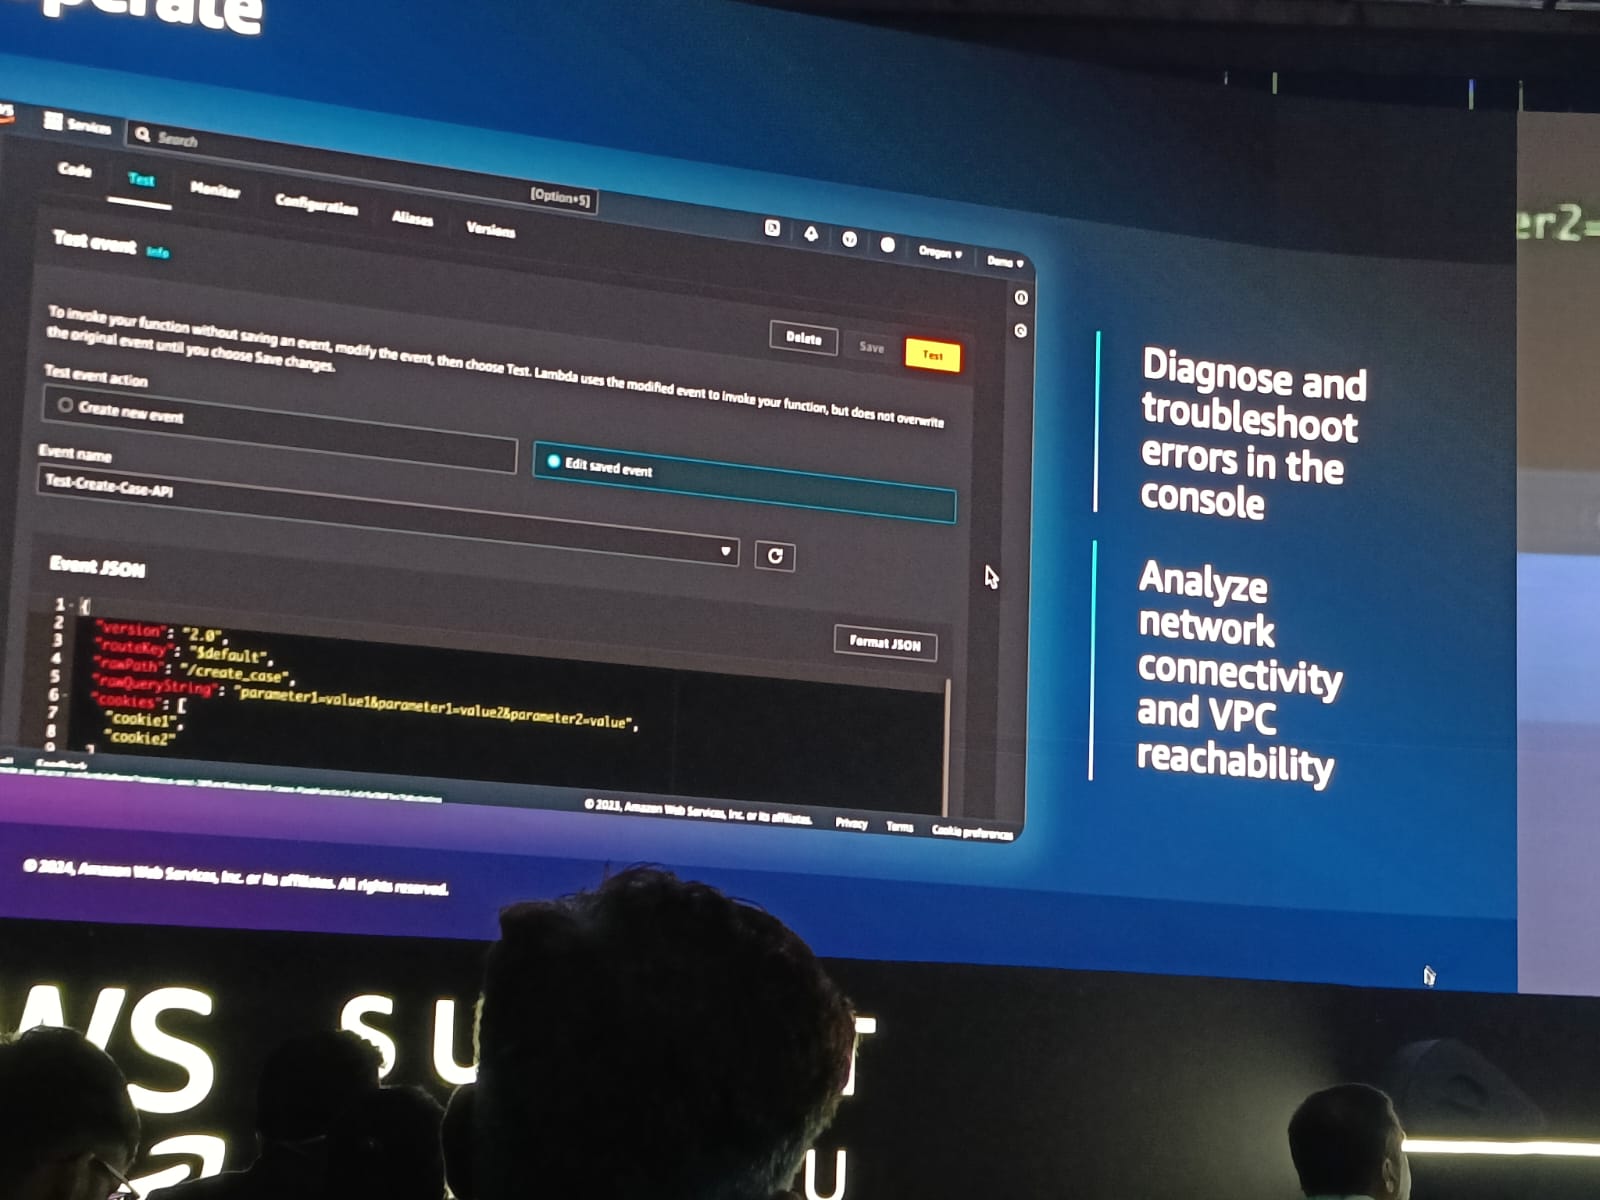 perate
Services
Search
[Option+S]
Oregon
Demo
Code
Test
Monitor
Configuration
Aliases
Versions
Test event Info
Delete
Save
Test
To invoke your function without saving an event, modify the event, then choose Test. Lambda uses the modified event to invoke your function, but does not overwrite
the original event until you choose Save changes.
Test event action
Create new event
Edit saved event
Event name
Test-Create-Case-API
Event JSON
Format JSON
1 {
2 "version": "2.0",
3 "routeKey": "$default",
4 "rawPath": "/create_case",
5 "rawQueryString": "parameter1=value1&parameter1=value2&parameter2=value",
6 "cookies": [
7 "cookie1",
8 "cookie2"
9 ]
© 2023, Amazon Web Services, Inc. or its affiliates.
Privacy
Terms
Cookie preferences
Diagnose and
troubleshoot
errors in the
console
Analyze
network
connectivity
and VPC
reachability
er2=
© 2024, Amazon Web Services, Inc. or its affiliates. All rights reserved.
WS SU T
U